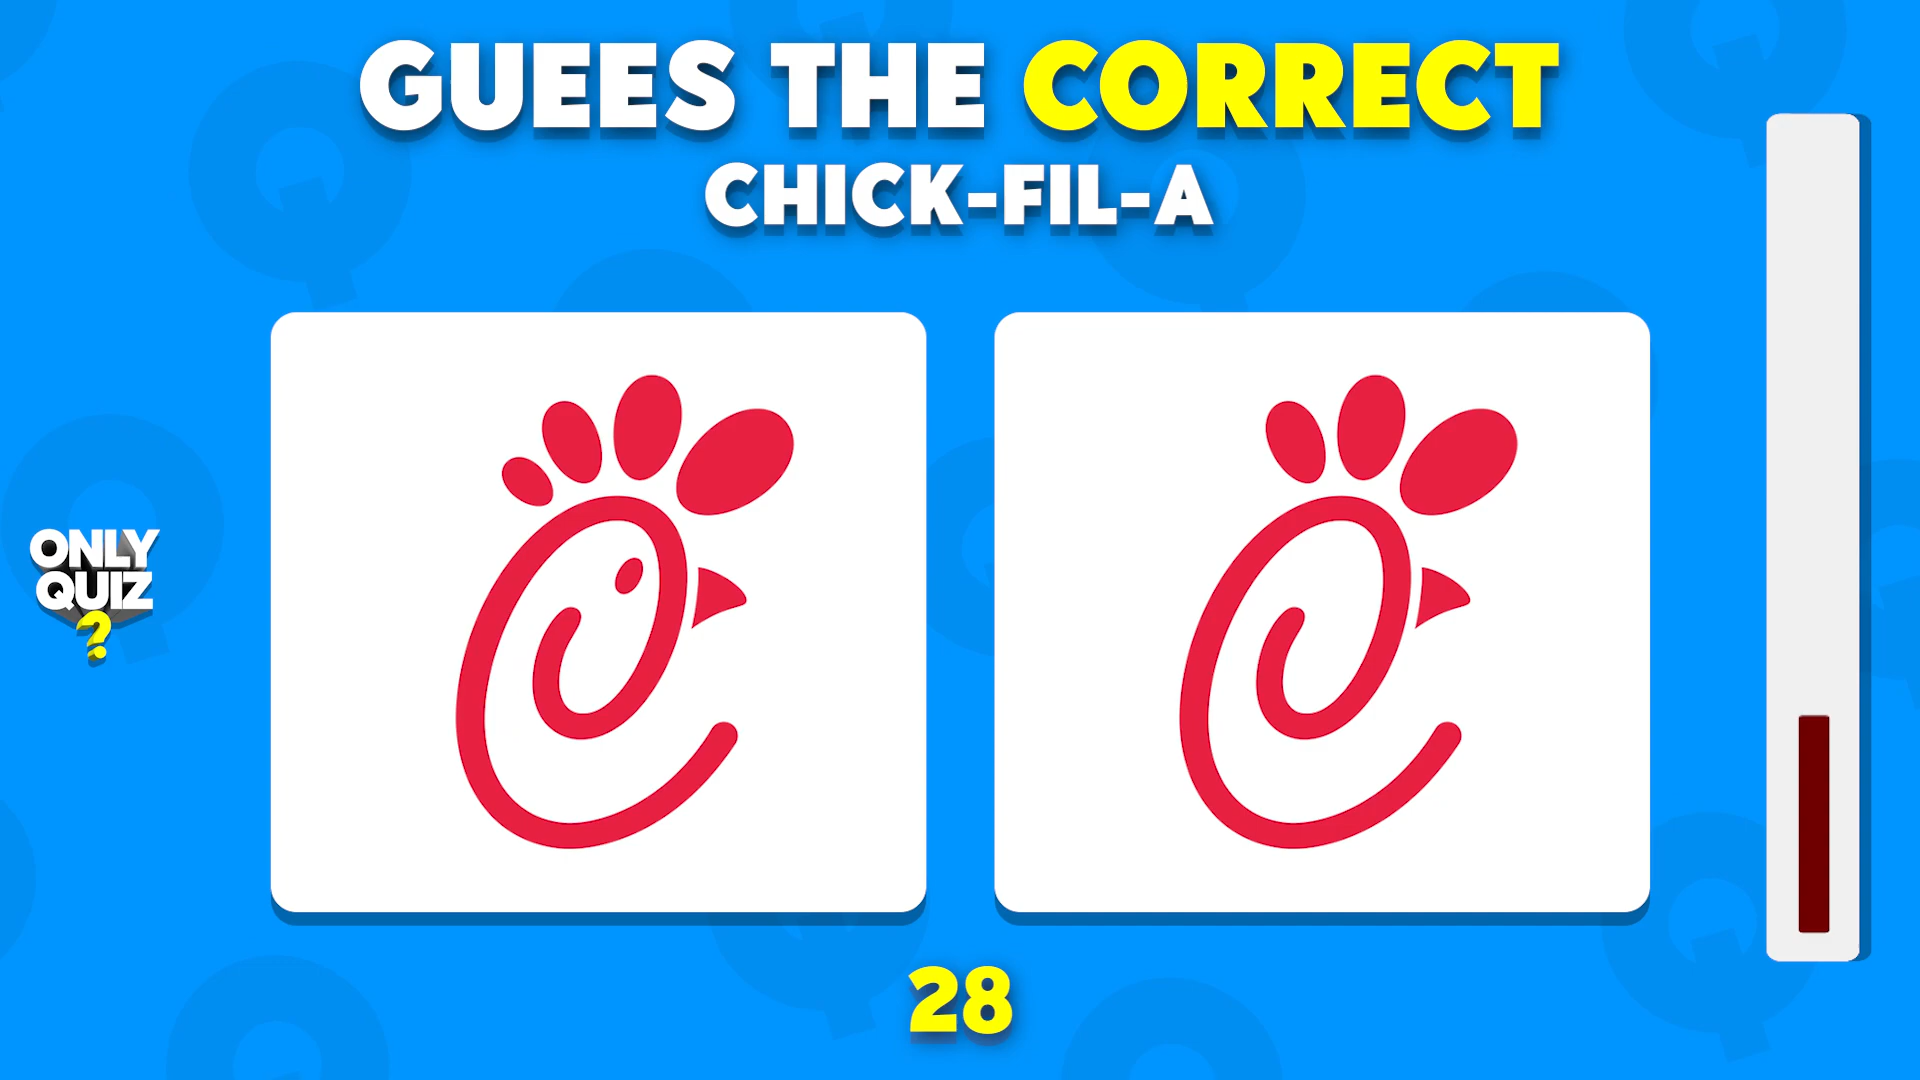 GUEES THE CORRECT
CHICK-FIL-A
ONLY
QUIZ
?
28